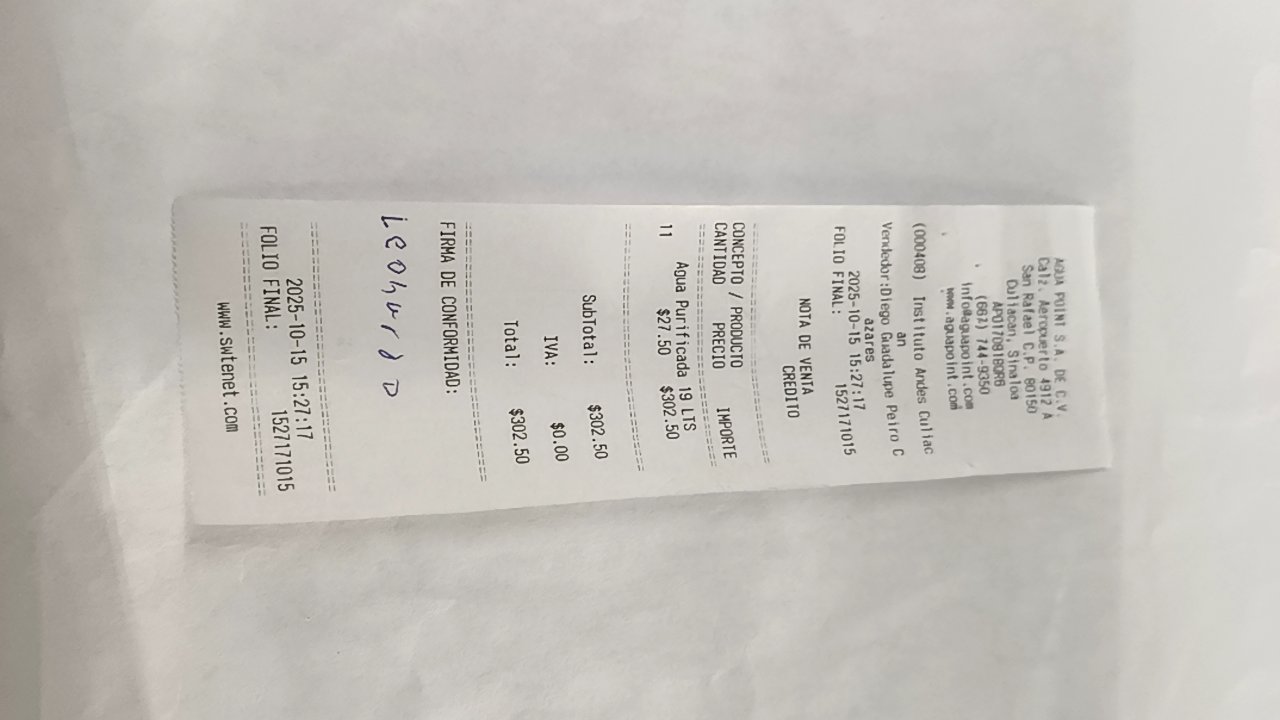 AGUA POINT S.A. DE C.V.
Calz. Aeropuerto 4912 A
San Rafael C.P. 80150
Culiacan, Sinaloa
APO170818QR6
(667) 744-9350
info@aguapoint.com
www.aguapoint.com
(000408) Instituto Andes Culiac
an
Vendedor:Diego Guadalupe Peiro C
azares
2025-10-15 15:27:17
FOLIO FINAL: 1527171015
NOTA DE VENTA
CREDITO
CONCEPTO / PRODUCTO
CANTIDAD PRECIO IMPORTE
Agua Purificada 19 LTS
11 $27.50 $302.50
SubTotal: $302.50
IVA: $0.00
Total: $302.50
FIRMA DE CONFORMIDAD:
Leonardo
2025-10-15 15:27:17
FOLIO FINAL: 1527171015
www.swtenet.com